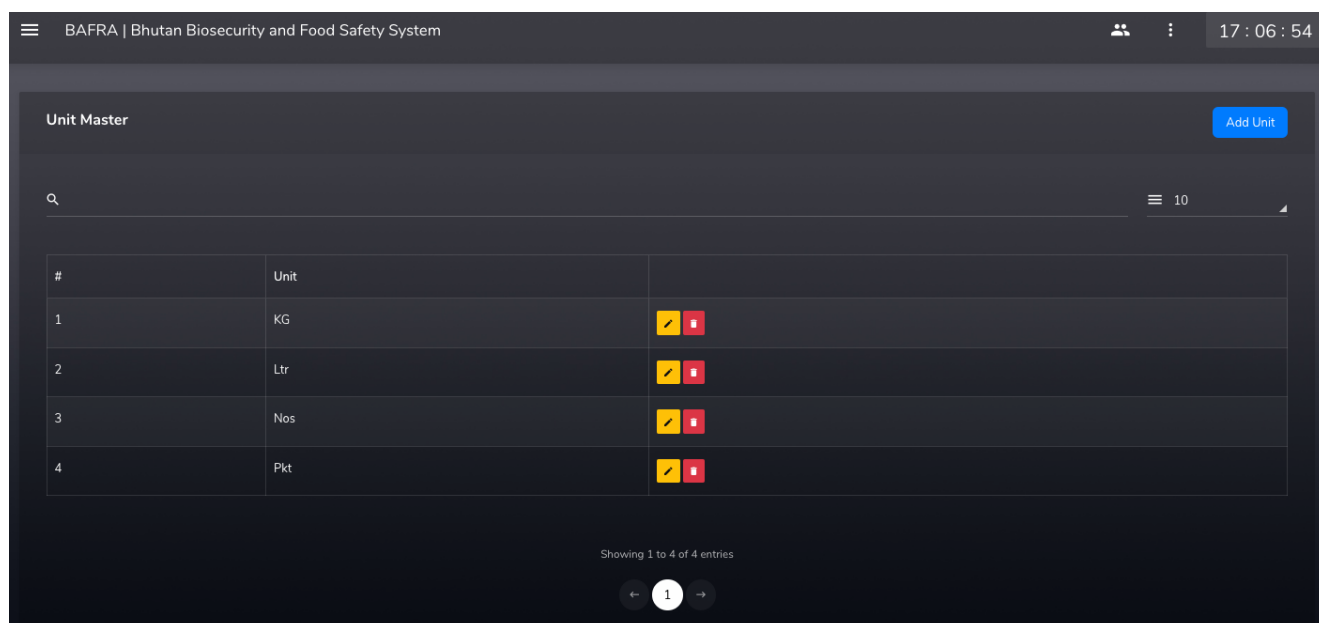 BAFRA | Bhutan Biosecurity and Food Safety System 17 : 06 : 54
Unit Master Add Unit
10
# Unit
1 KG
2 Ltr
3 Nos
4 Pkt
Showing 1 to 4 of 4 entries
← 1 →